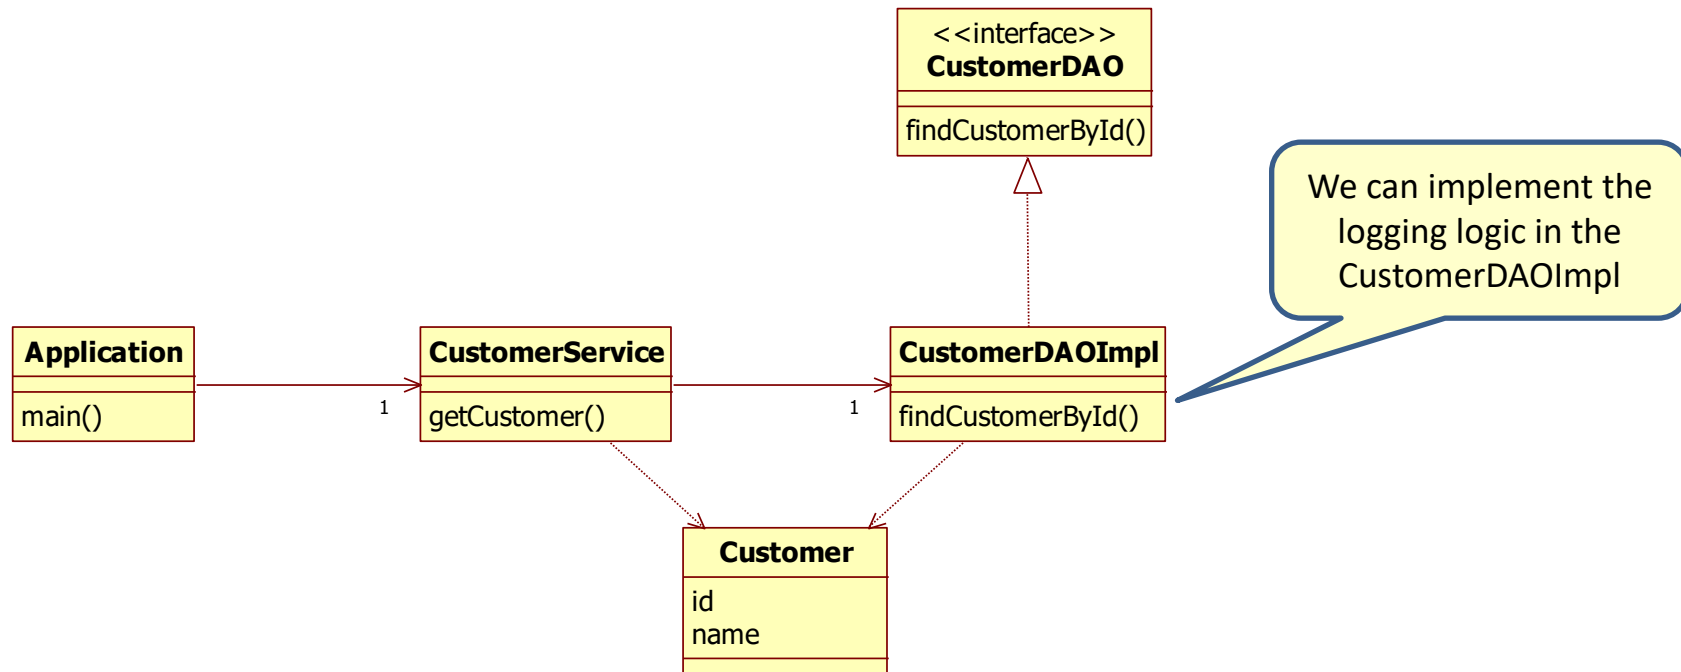 <<interface>>
CustomerDAO
findCustomerById()
We can implement the
logging logic in the
CustomerDAOImpl
Application
main()
1
CustomerService
getCustomer()
1
CustomerDAOImpl
findCustomerById()
Customer
id
name